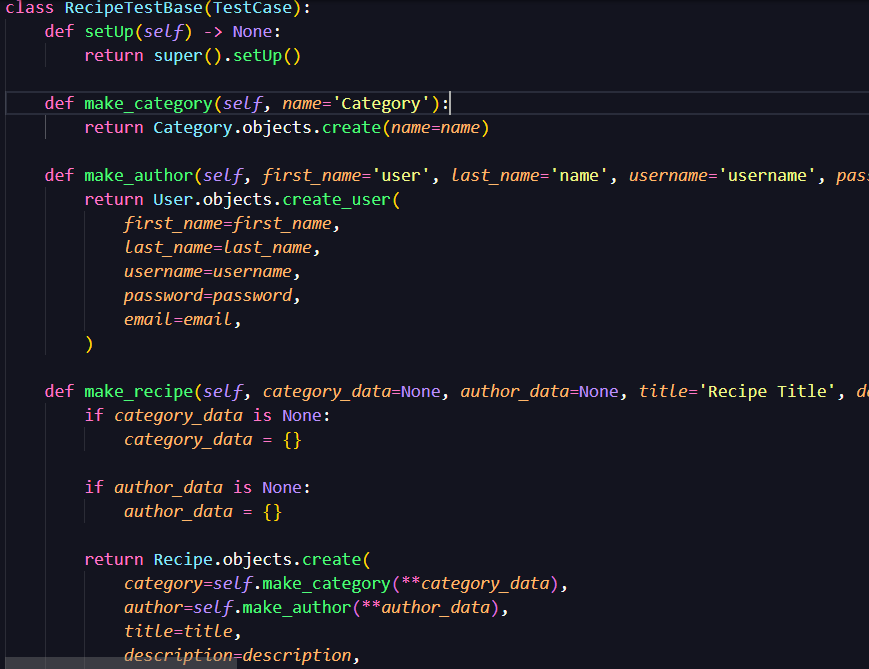 class RecipeTestBase(TestCase):
    def setUp(self) -> None:
        return super().setUp()

    def make_category(self, name='Category'):
        return Category.objects.create(name=name)

    def make_author(self, first_name='user', last_name='name', username='username', pas
        return User.objects.create_user(
            first_name=first_name,
            last_name=last_name,
            username=username,
            password=password,
            email=email,
        )

    def make_recipe(self, category_data=None, author_data=None, title='Recipe Title', d
        if category_data is None:
            category_data = {}

        if author_data is None:
            author_data = {}

        return Recipe.objects.create(
            category=self.make_category(**category_data),
            author=self.make_author(**author_data),
            title=title,
            description=description,